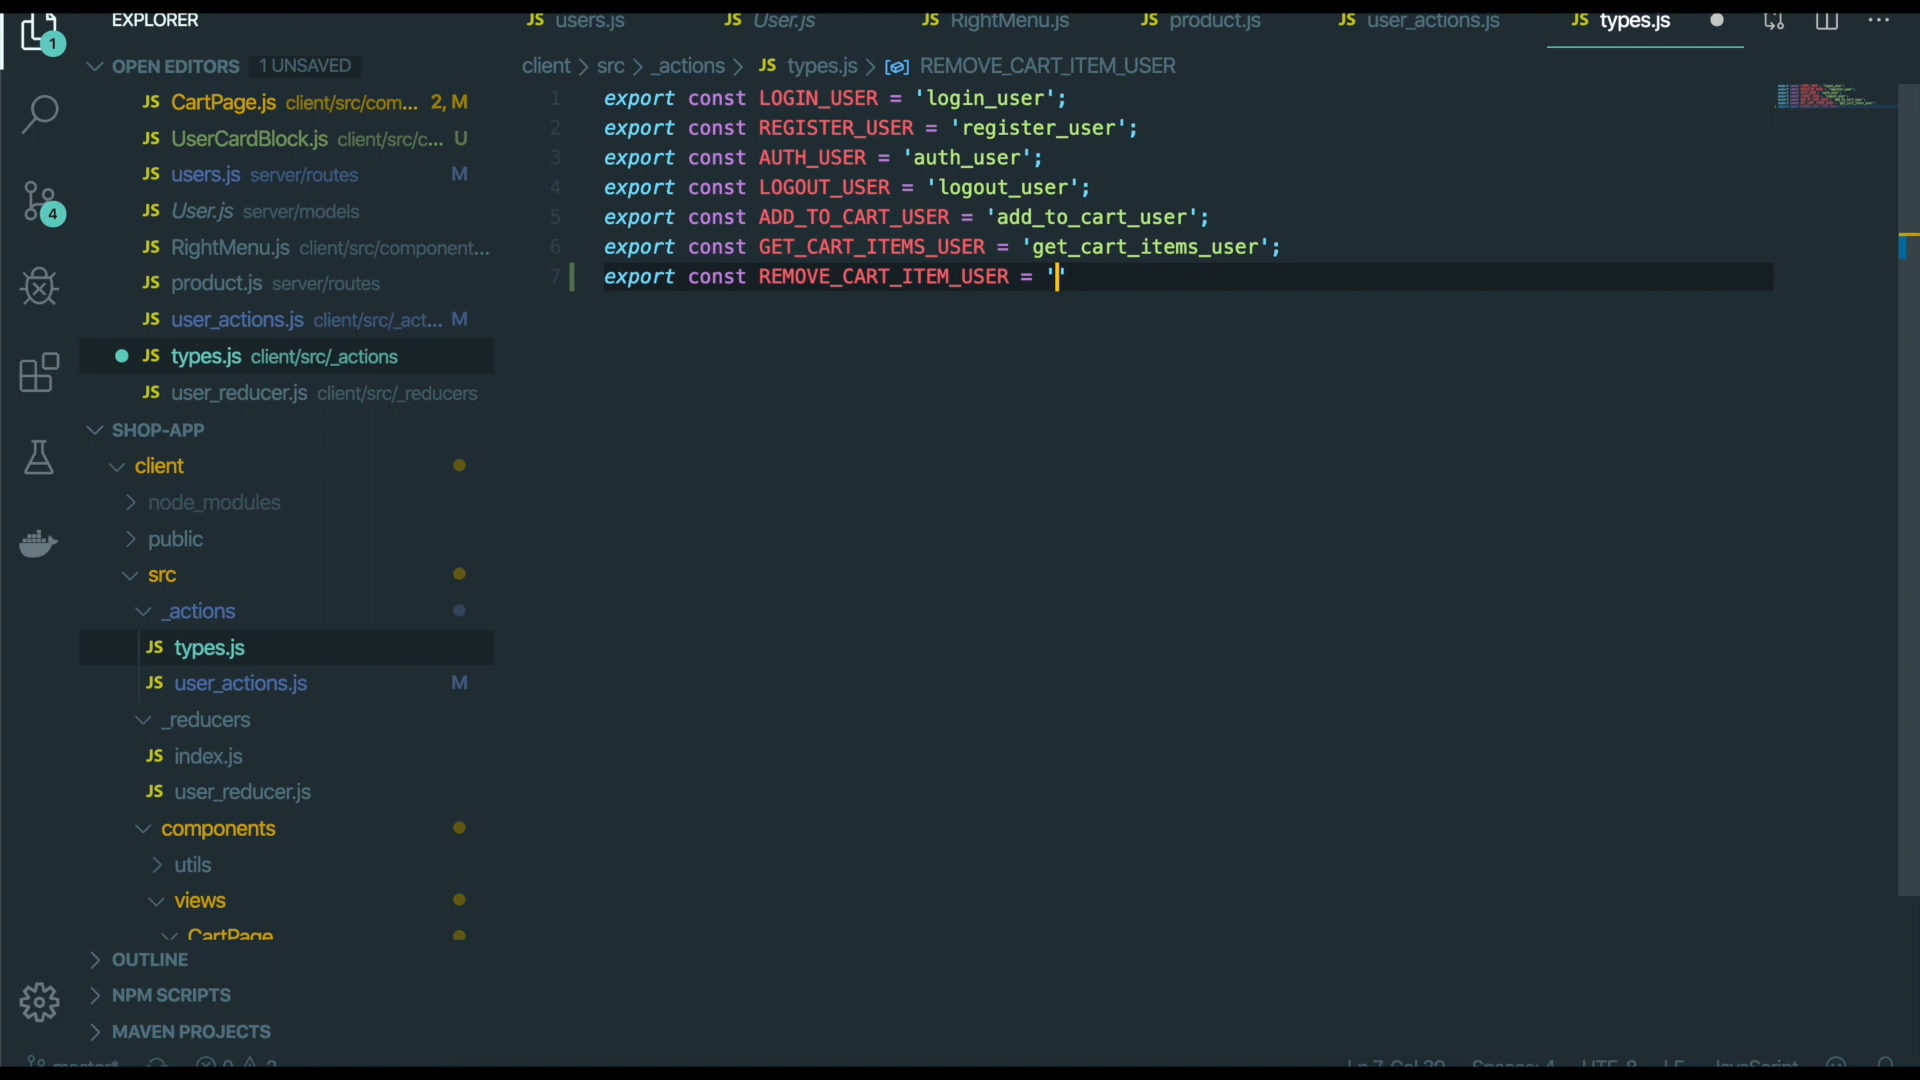 EXPLORER
JS users.js JS User.js JS RightMenu.js JS product.js JS user_actions.js JS types.js
1
OPEN EDITORS 1 UNSAVED
client > src > _actions > JS types.js > REMOVE_CART_ITEM_USER
JS CartPage.js client/src/com... 2, M
JS UserCardBlock.js client/src/c... U
JS users.js server/routes M
JS User.js server/models
JS RightMenu.js client/src/component...
JS product.js server/routes
JS user_actions.js client/src/_act... M
JS types.js client/src/_actions
JS user_reducer.js client/src/_reducers
4
SHOP-APP
client
node_modules
public
src
_actions
JS types.js
JS user_actions.js M
_reducers
JS index.js
JS user_reducer.js
components
utils
views
CartPage
OUTLINE
NPM SCRIPTS
MAVEN PROJECTS
1 export const LOGIN_USER = 'login_user';
2 export const REGISTER_USER = 'register_user';
3 export const AUTH_USER = 'auth_user';
4 export const LOGOUT_USER = 'logout_user';
5 export const ADD_TO_CART_USER = 'add_to_cart_user';
6 export const GET_CART_ITEMS_USER = 'get_cart_items_user';
7 export const REMOVE_CART_ITEM_USER = ''